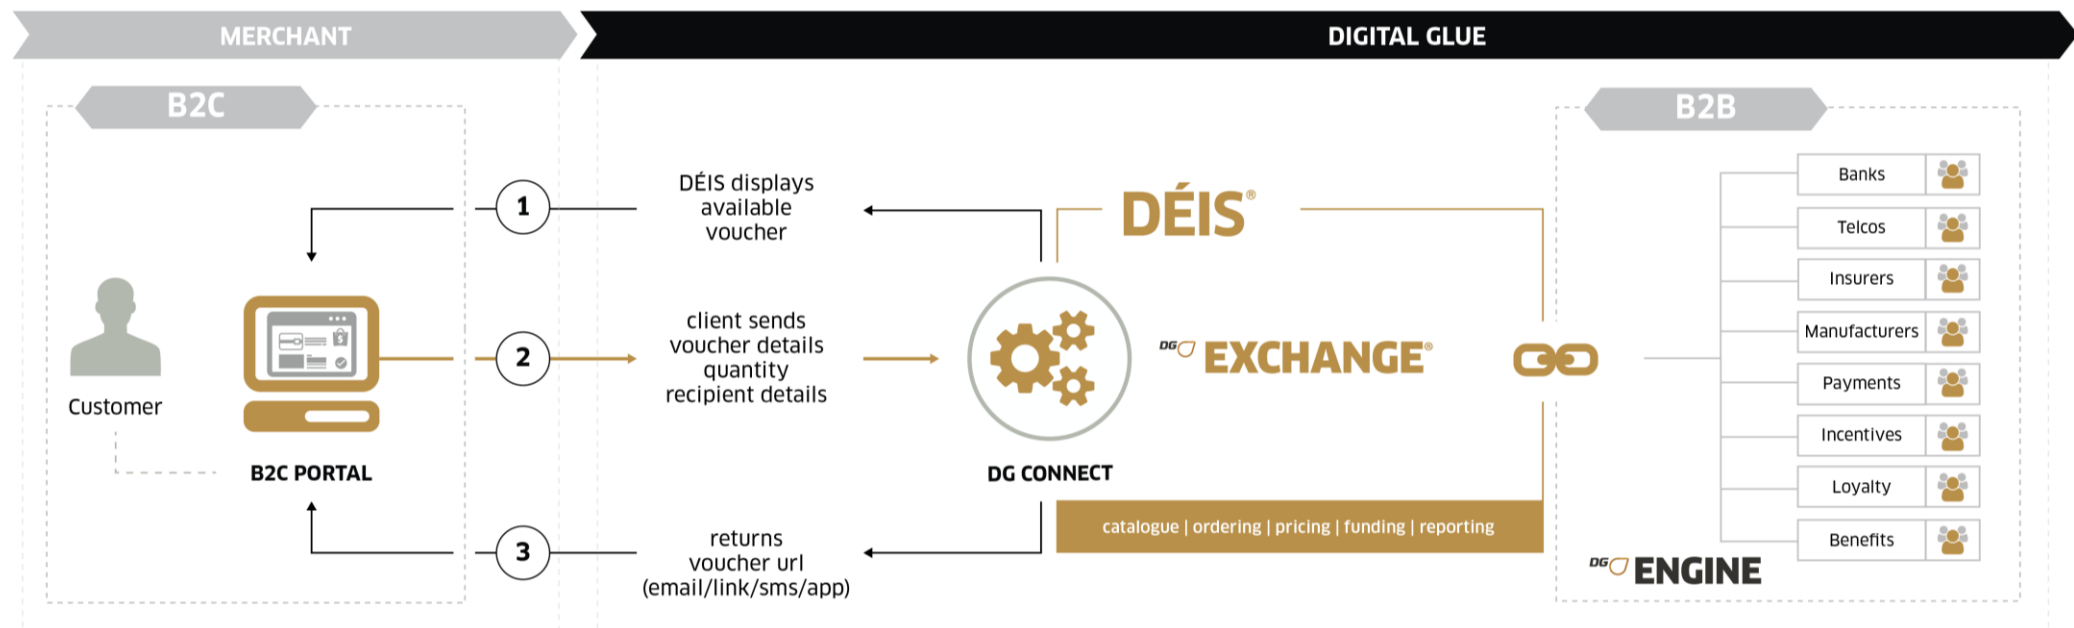 MERCHANT
DIGITAL GLUE
B2C
B2B
1
DÉIS displays
available
voucher
DÉIS®
Banks
Telcos
Insurers
Manufacturers
Payments
Incentives
Loyalty
Benefits
$
Customer
B2C PORTAL
2
client sends
voucher details
quantity
recipient details
DG EXCHANGE®
DG CONNECT
3
returns
voucher url
(email/link/sms/app)
catalogue | ordering | pricing | funding | reporting
DG ENGINE